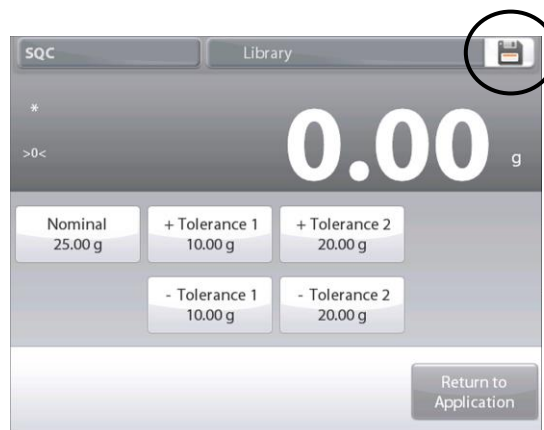 SQC Library
*
>0<
0.00 g
Nominal + Tolerance 1 + Tolerance 2
25.00 g 10.00 g 20.00 g
- Tolerance 1 - Tolerance 2
10.00 g 20.00 g
Return to
Application